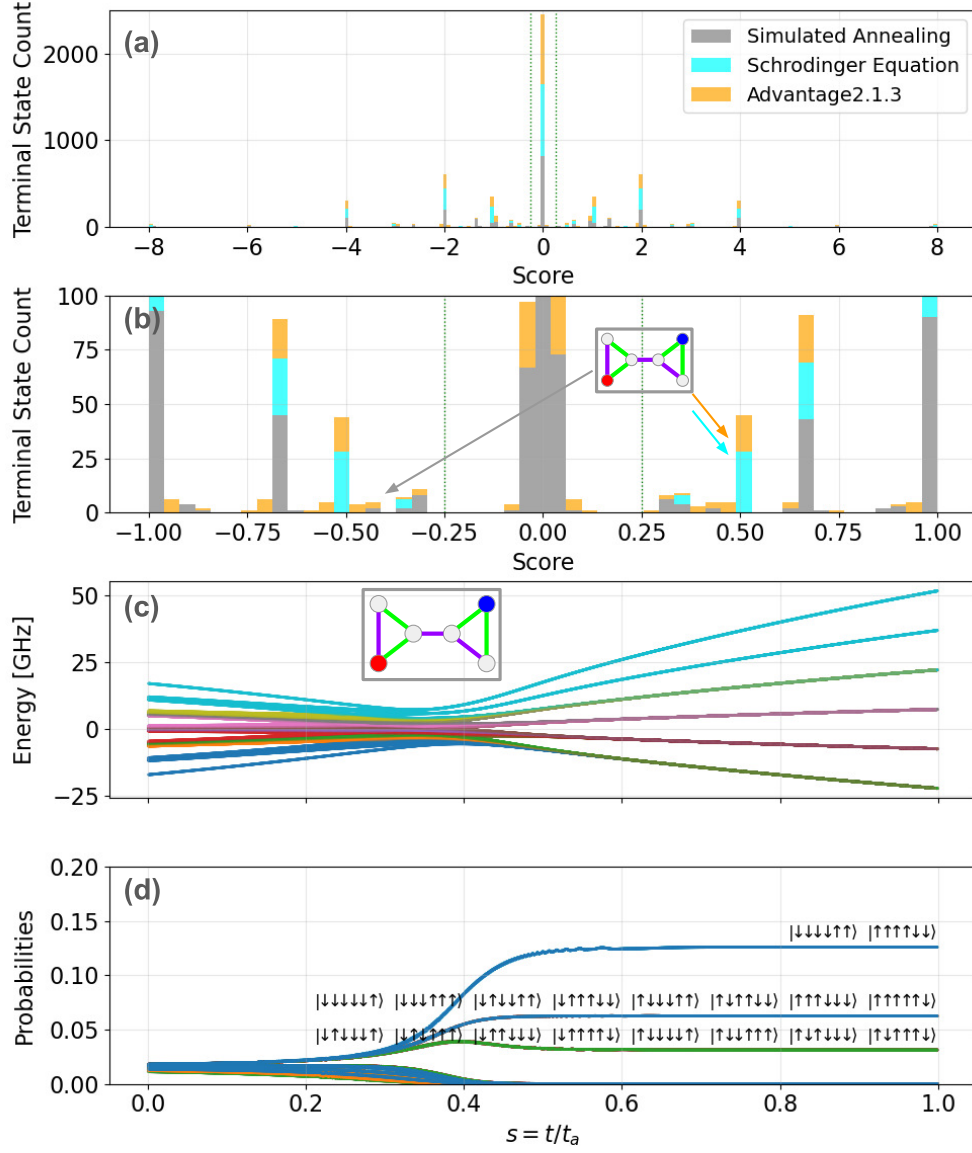 (a)
Terminal State Count
2000
1000
0
Simulated Annealing
Schrodinger Equation
Advantage2.1.3
−8 −6 −4 −2 0 2 4 6 8
Score
(b)
Terminal State Count
100
75
50
25
0
−1.00 −0.75 −0.50 −0.25 0.00 0.25 0.50 0.75 1.00
Score
(c)
Energy [GHz]
50
25
0
−25
(d)
Probabilities
0.20
0.15
0.10
0.05
0.00
|↓↓↓↓↑↑⟩ |↑↑↑↑↓↓⟩
|↓↓↓↓↓↑⟩ |↓↓↓↑↑↑⟩ |↓↑↓↓↑↑⟩ |↓↑↑↑↓↓⟩ |↑↓↓↓↑↑⟩ |↑↓↑↑↓↓⟩ |↑↑↑↓↓↓⟩ |↑↑↑↑↑↓⟩
0.0 0.2 0.4 0.6 0.8 1.0
s = t/tₐ